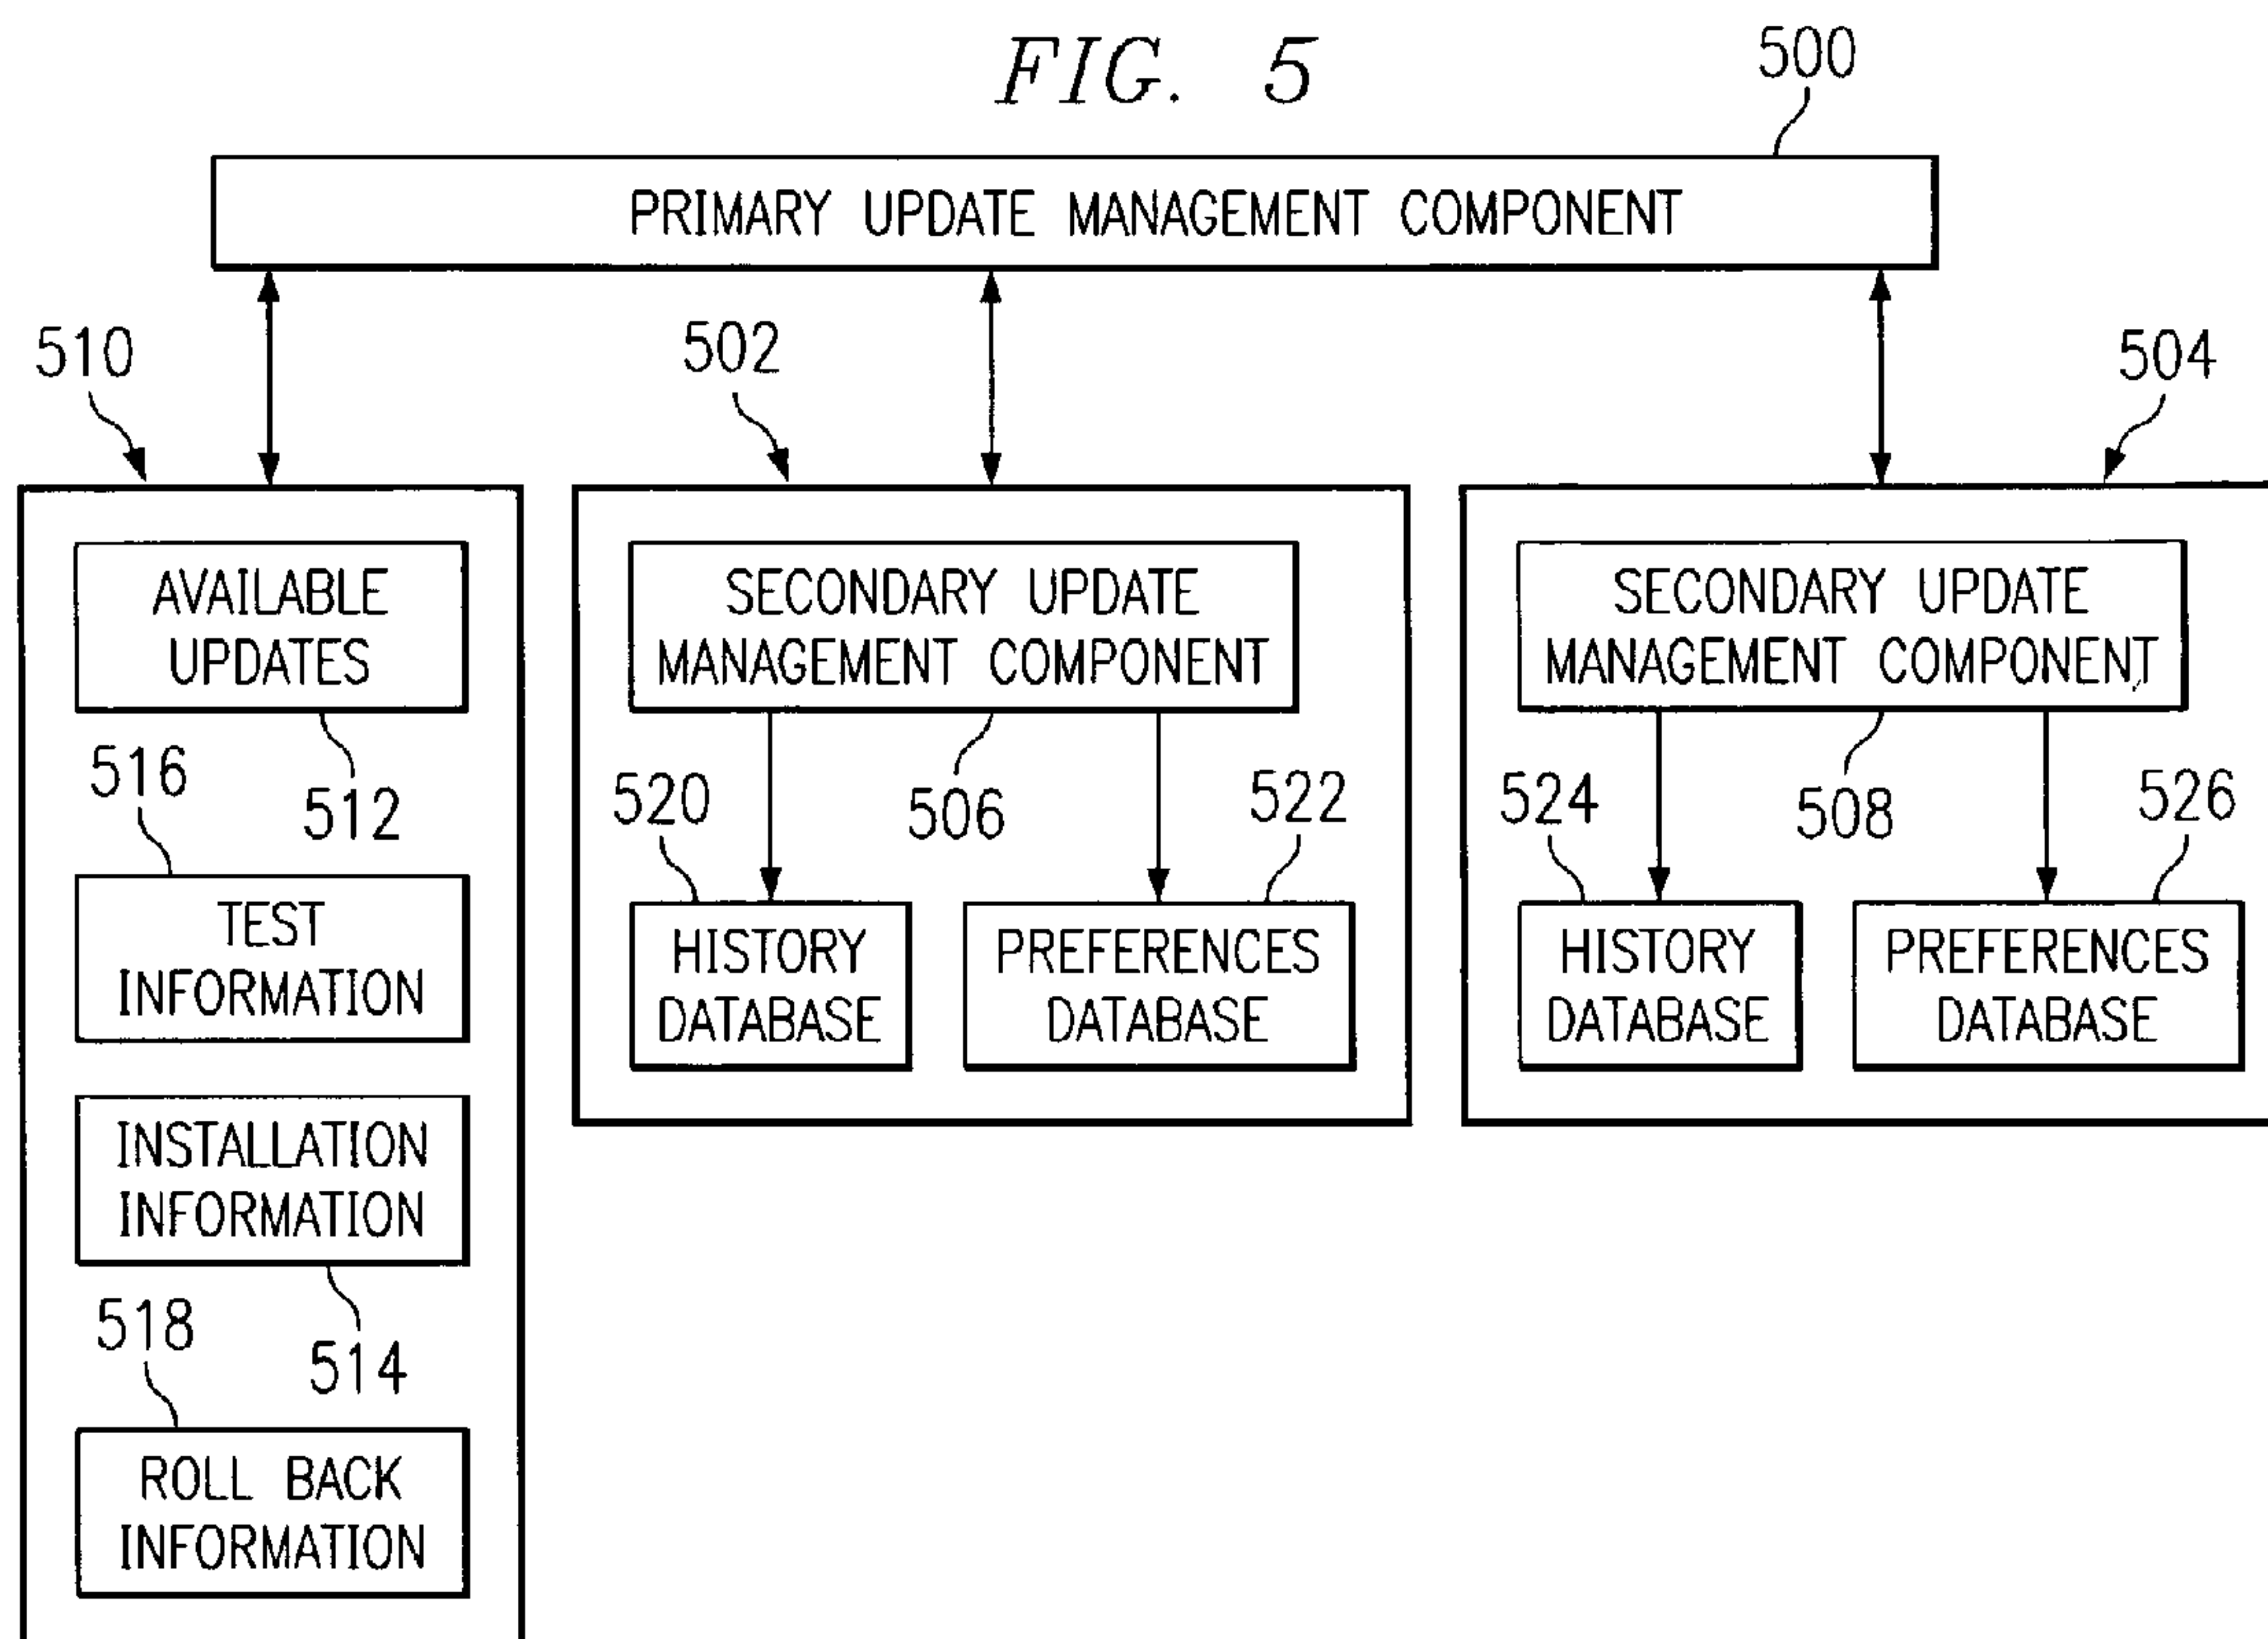 FIG. 5
500
PRIMARY UPDATE MANAGEMENT COMPONENT
510
502
504
AVAILABLE
UPDATES
512
516
TEST
INFORMATION
INSTALLATION
INFORMATION
514
518
ROLL BACK
INFORMATION
SECONDARY UPDATE
MANAGEMENT COMPONENT
520
506
522
HISTORY
DATABASE
PREFERENCES
DATABASE
SECONDARY UPDATE
MANAGEMENT COMPONENT
524
508
526
HISTORY
DATABASE
PREFERENCES
DATABASE